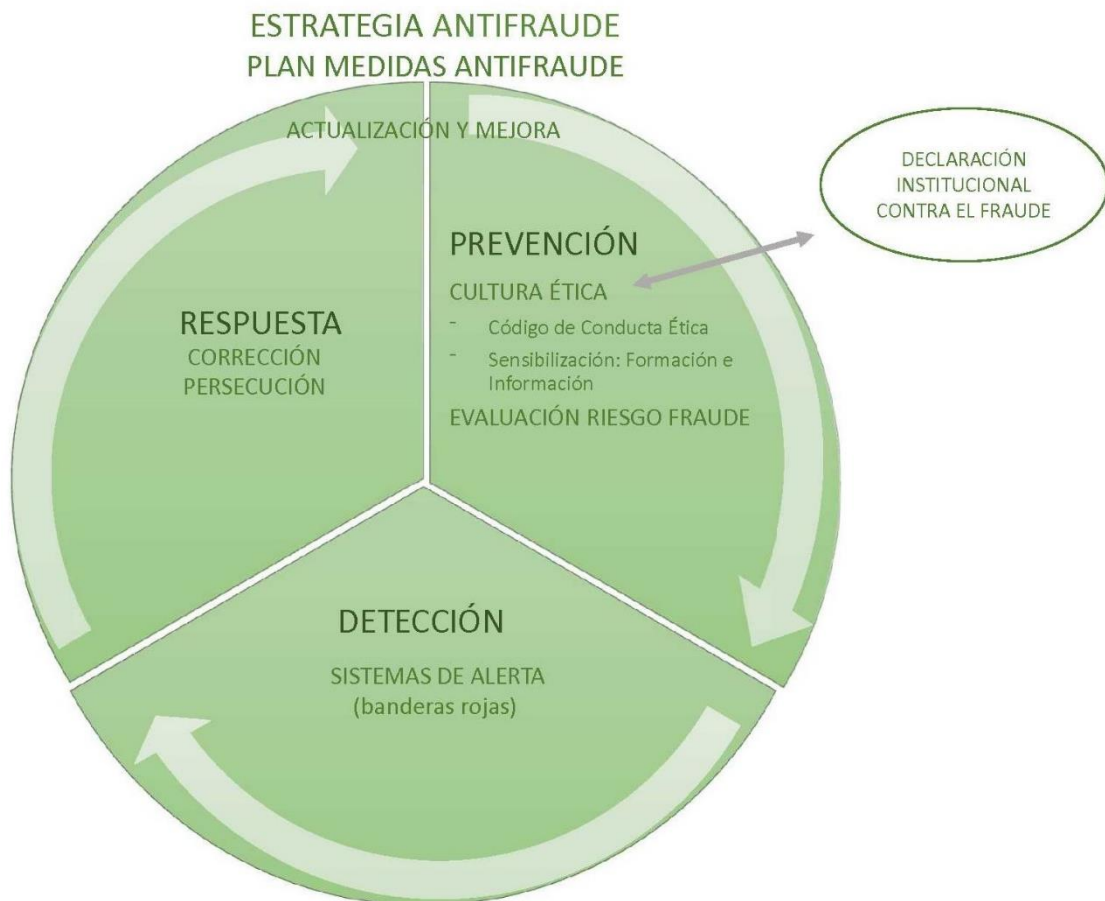 ESTRATEGIA ANTIFRAUDE
PLAN MEDIDAS ANTIFRAUDE
ACTUALIZACIÓN Y MEJORA
DECLARACIÓN
INSTITUCIONAL
CONTRA EL FRAUDE
PREVENCIÓN
CULTURA ÉTICA
- Código de Conducta Ética
- Sensibilización: Formación e
Información
EVALUACIÓN RIESGO FRAUDE
RESPUESTA
CORRECCIÓN
PERSECUCIÓN
DETECCIÓN
SISTEMAS DE ALERTA
(banderas rojas)